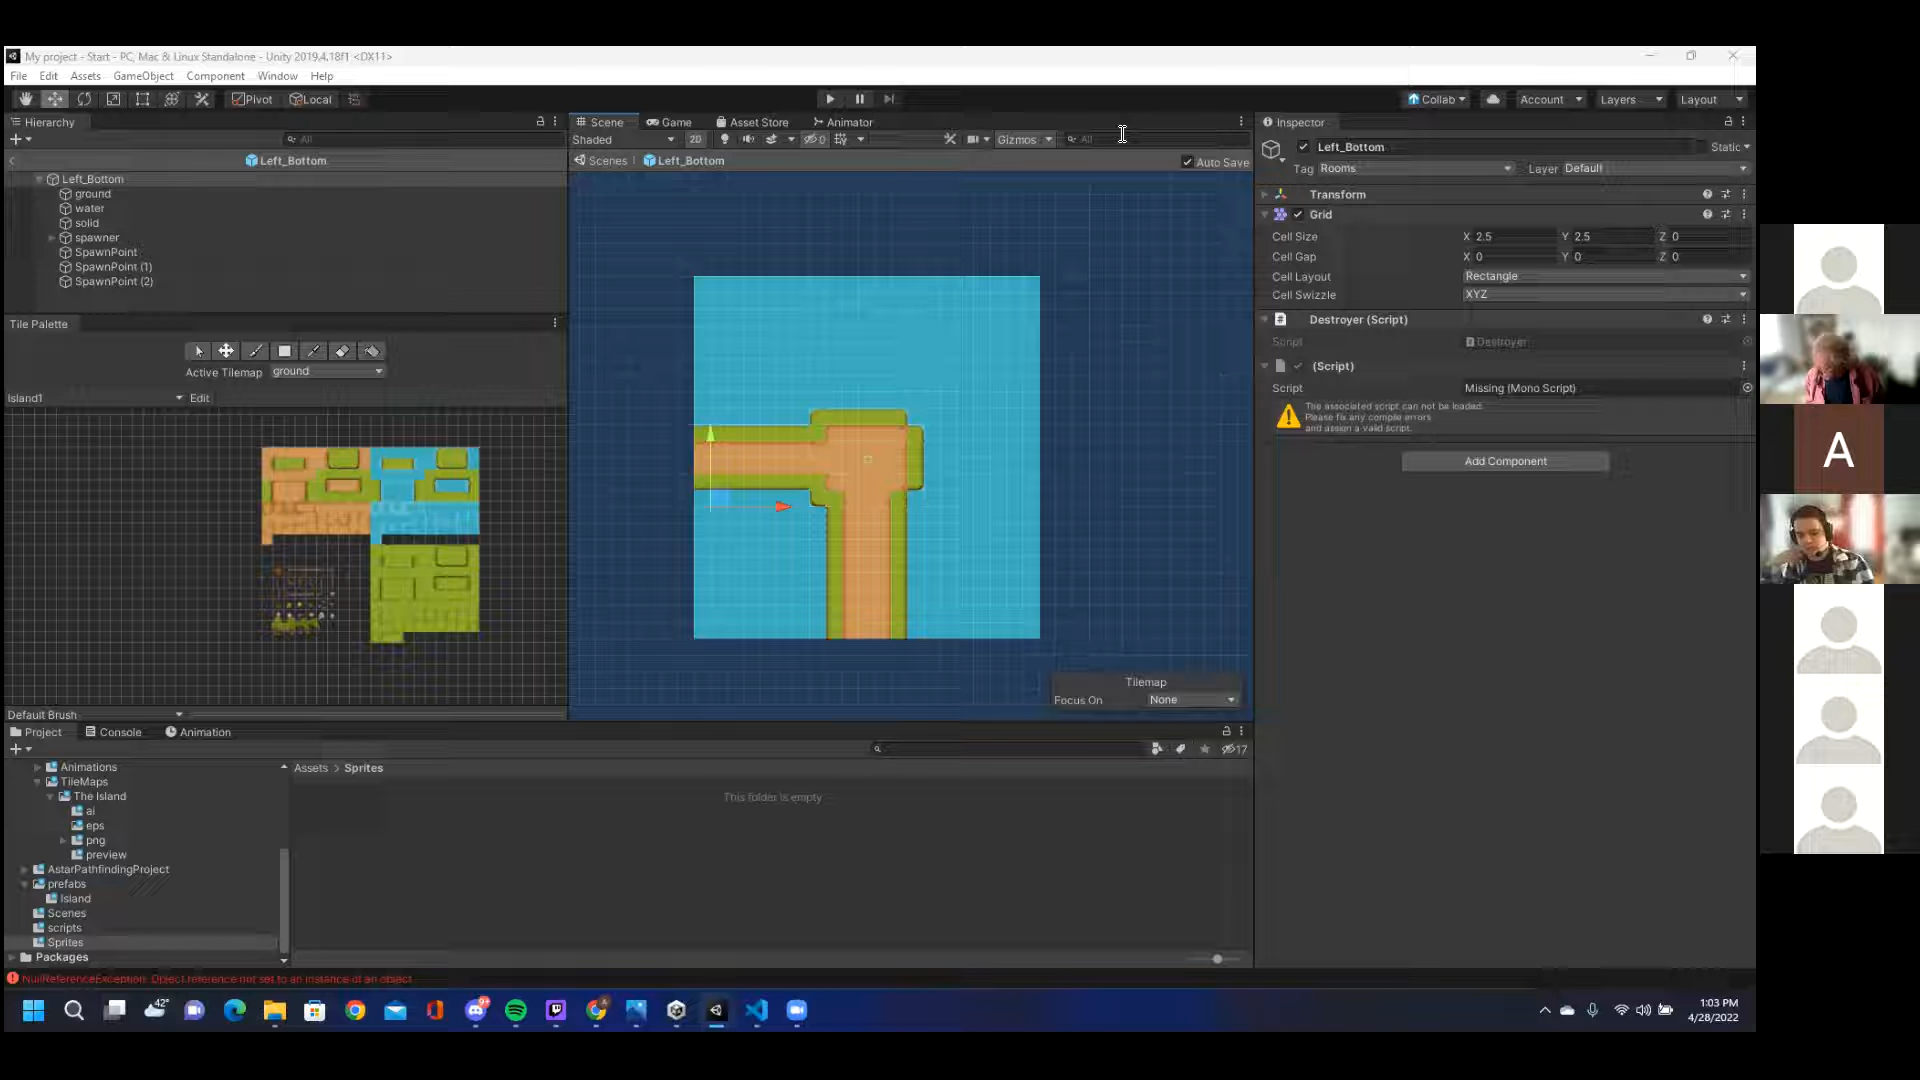 My project - Start - PC, Mac & Linux Standalone - Unity 2019.4.18f1 <DX11>
File Edit Assets GameObject Component Window Help
Pivot Local
Collab Account Layers Layout
Hierarchy
All
Left_Bottom
Left_Bottom
ground
water
solid
spawner
SpawnPoint
SpawnPoint (1)
SpawnPoint (2)
Tile Palette
Active Tilemap ground
Island1 Edit
Default Brush
Scene Game Asset Store Animator
Shaded 2D 0 Gizmos All
Scenes Left_Bottom Auto Save
Tilemap
Focus On None
Inspector
Left_Bottom Static
Tag Rooms Layer Default
Transform
Grid
Cell Size X 2.5 Y 2.5 Z 0
Cell Gap X 0 Y 0 Z 0
Cell Layout Rectangle
Cell Swizzle XYZ
Destroyer (Script)
Script Destroyer
(Script)
Script Missing (Mono Script)
The associated script can not be loaded.
Please fix any compile errors
and assign a valid script.
Add Component
Project Console Animation
17
Animations
TileMaps
The Island
ai
eps
png
preview
AstarPathfindingProject
prefabs
Island
Scenes
scripts
Sprites
Packages
Assets > Sprites
This folder is empty
NullReferenceException: Object reference not set to an instance of an object
42°
1:03 PM
4/28/2022
A